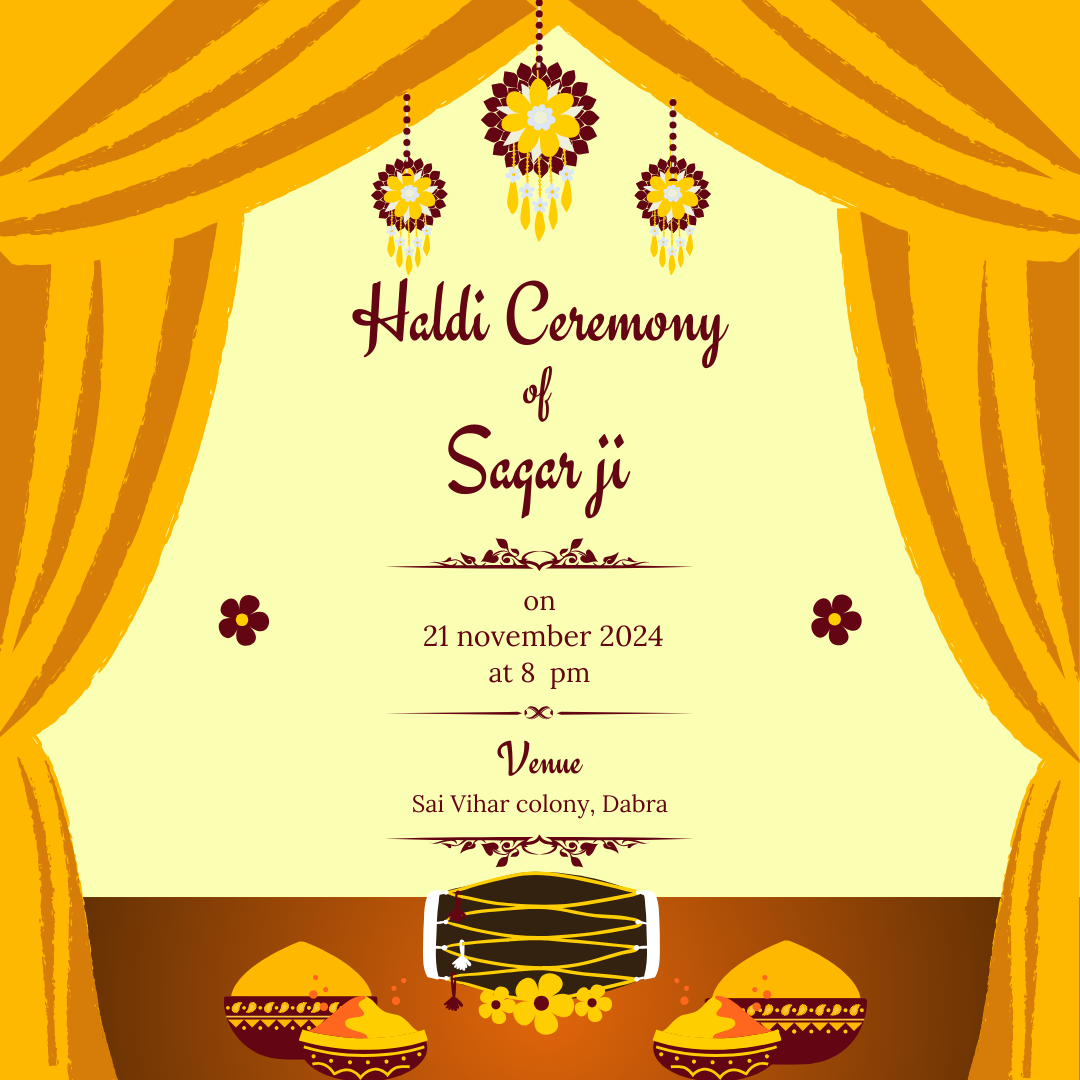 Haldi Ceremony
of
Sagar ji
on
21 november 2024
at 8  pm
Venue
Sai Vihar colony, Dabra